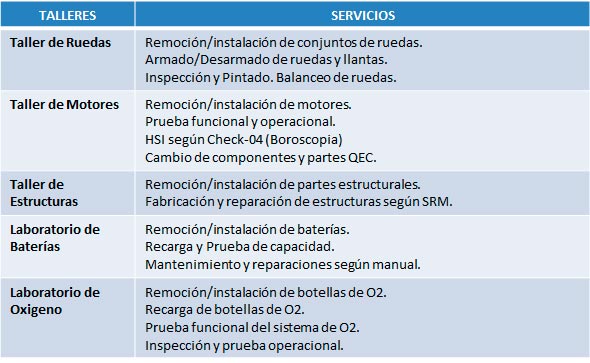 TALLERES SERVICIOS
Taller de Ruedas Remoción/instalación de conjuntos de ruedas.
Armado/Desarmado de ruedas y llantas.
Inspección y Pintado. Balanceo de ruedas.
Taller de Motores Remoción/instalación de motores.
Prueba funcional y operacional.
HSI según Check-04 (Boroscopia)
Cambio de componentes y partes QEC.
Taller de Remoción/instalación de partes estructurales.
Estructuras Fabricación y reparación de estructuras según SRM.
Laboratorio de Remoción/instalación de baterías.
Baterías Recarga y Prueba de capacidad.
Mantenimiento y reparaciones según manual.
Laboratorio de Remoción/instalación de botellas de O2.
Oxigeno Recarga de botellas de O2.
Prueba funcional del sistema de O2.
Inspección y prueba operacional.